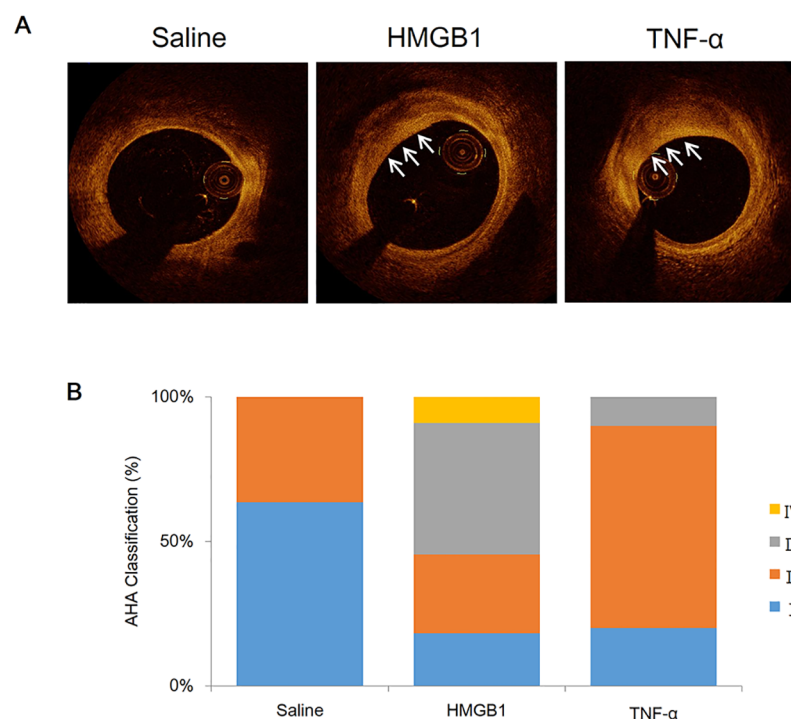 A
Saline HMGB1 TNF-α
B
100%
50%
0%
AHA Classification (%)
Saline HMGB1 TNF-α